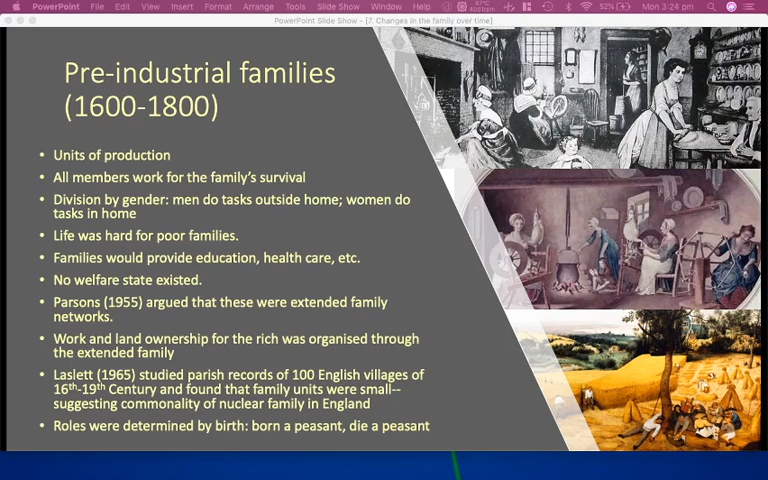 PowerPoint File Edit View Insert Format Arrange Tools Slide Show Window Help 52% Mon 3:24 pm
PowerPoint Slide Show - [7. Changes in the family over time]
Pre-industrial families
(1600-1800)
• Units of production
• All members work for the family's survival
• Division by gender: men do tasks outside home; women do
tasks in home
• Life was hard for poor families.
• Families would provide education, health care, etc.
• No welfare state existed.
• Parsons (1955) argued that these were extended family
networks.
• Work and land ownership for the rich was organised through
the extended family
• Laslett (1965) studied parish records of 100 English villages of
16th-19th Century and found that family units were small--
suggesting commonality of nuclear family in England
• Roles were determined by birth: born a peasant, die a peasant